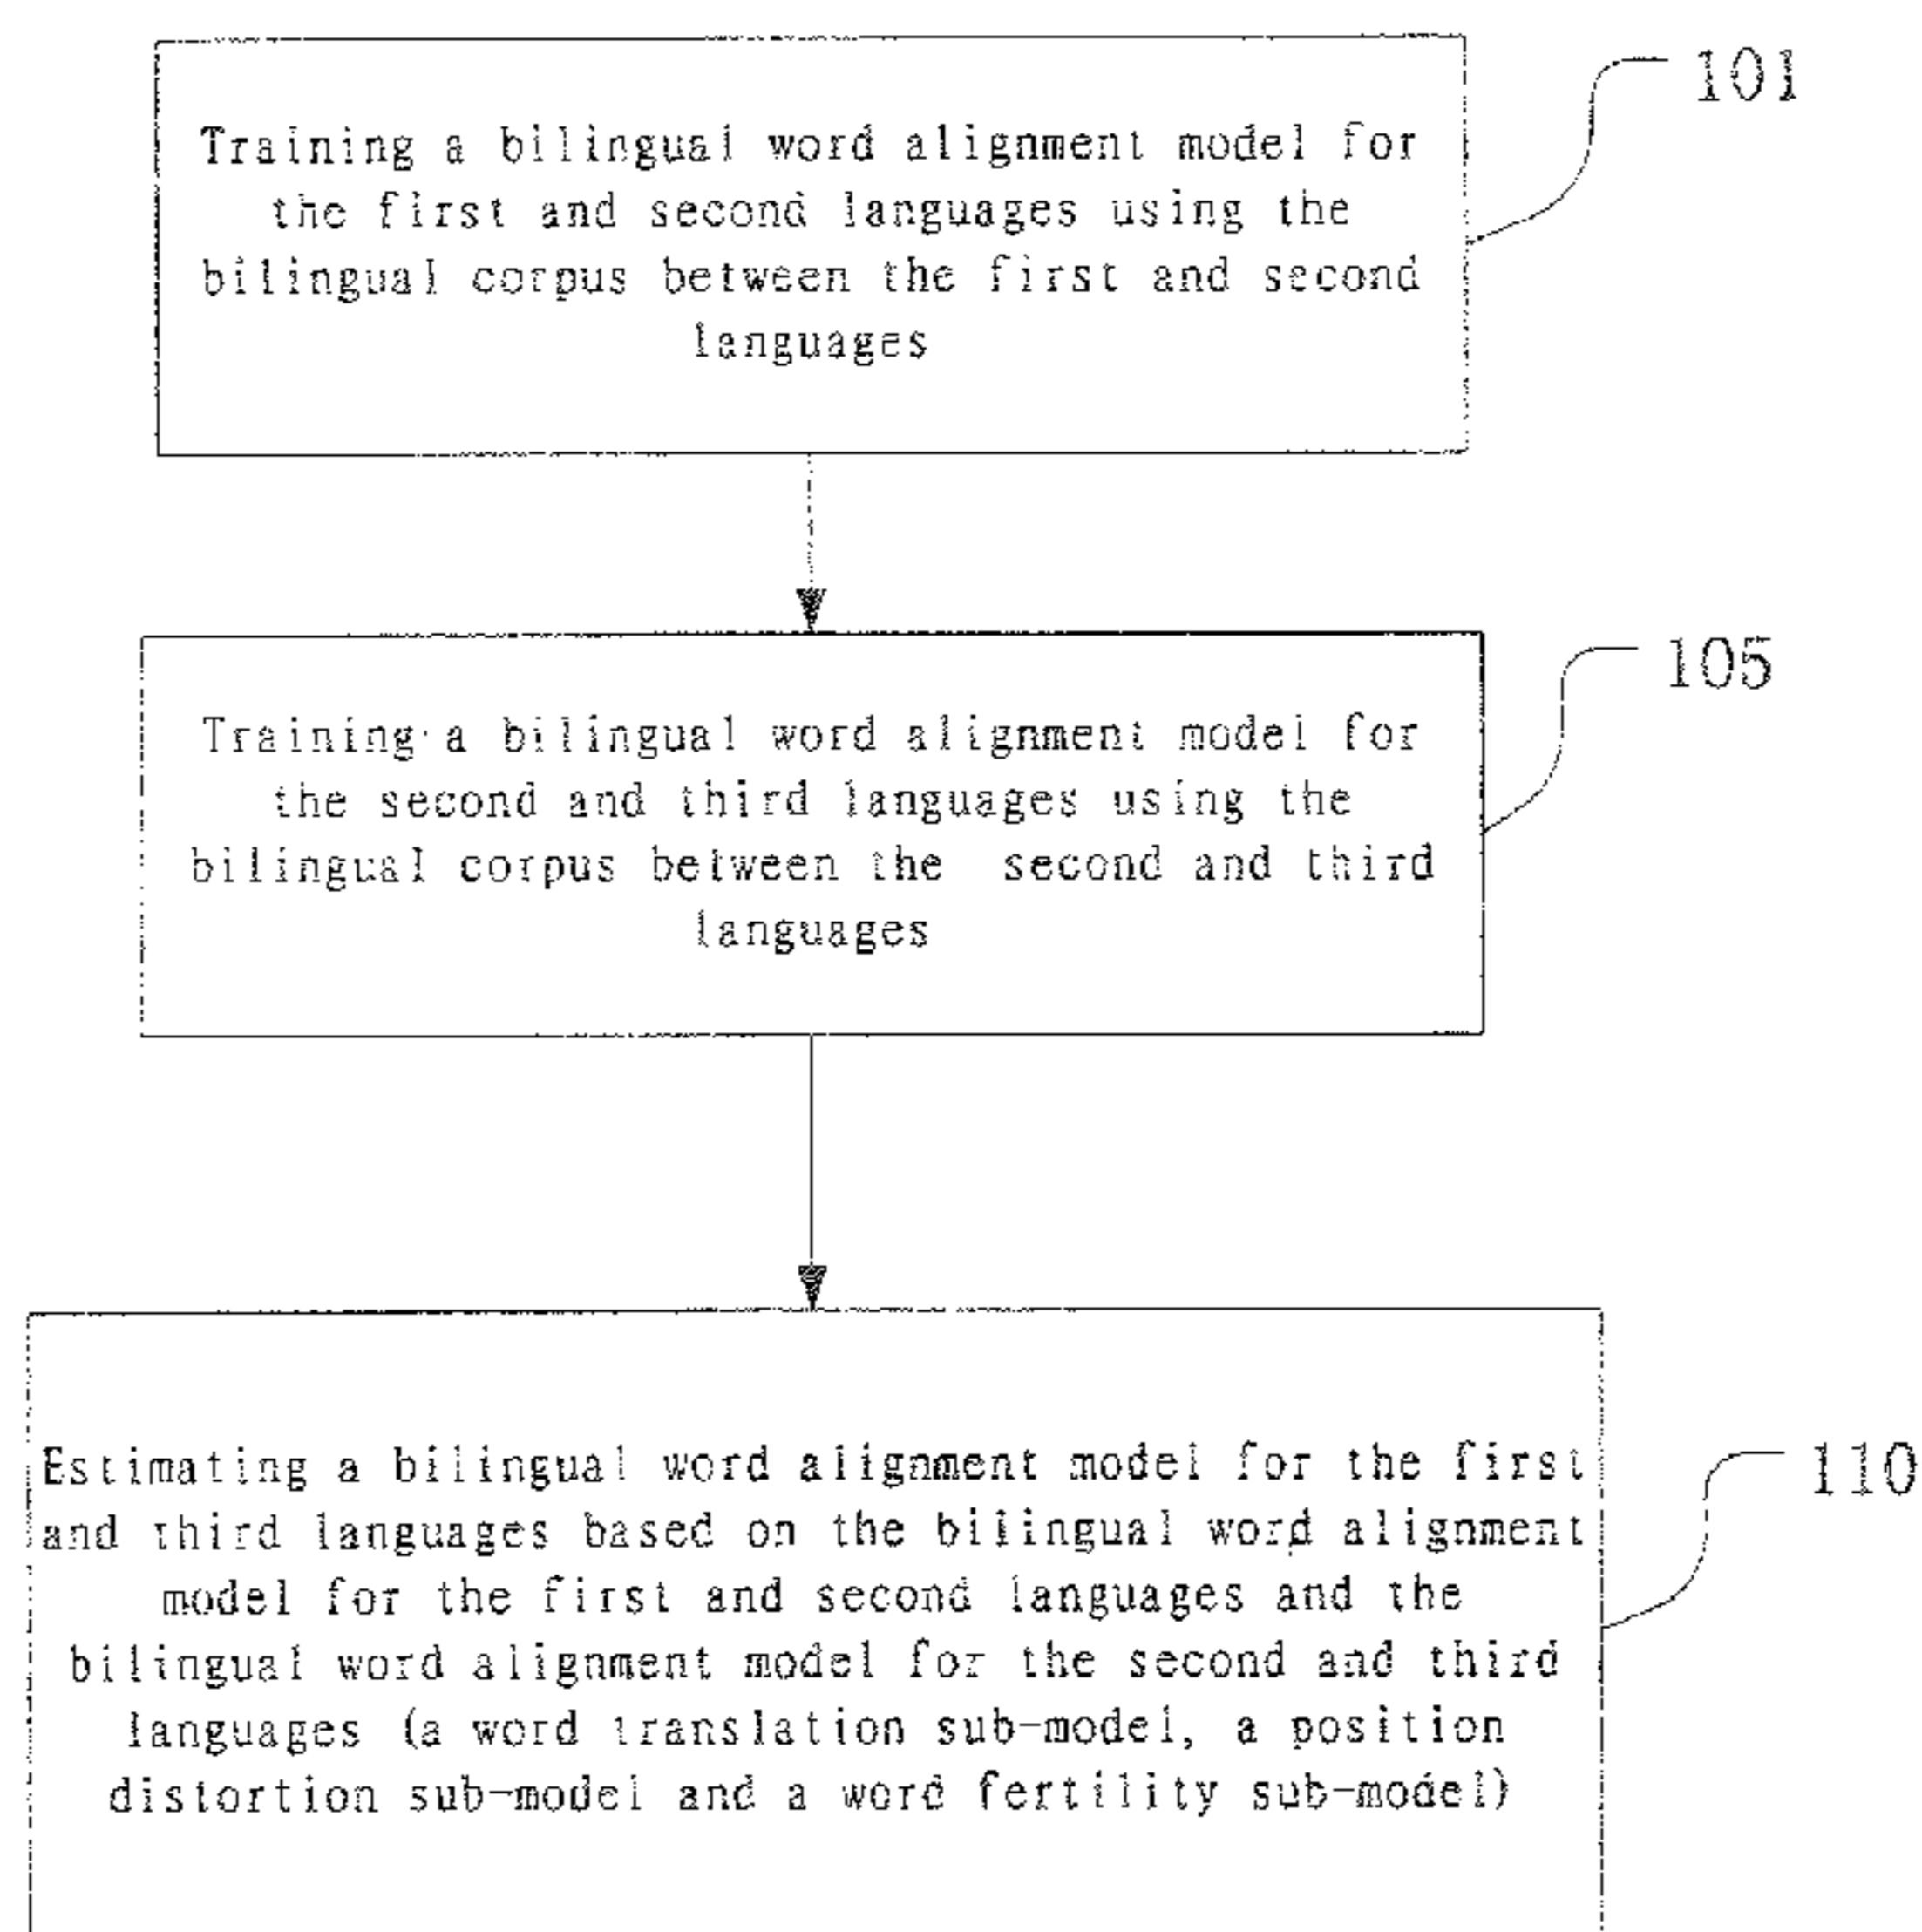 101
Training a bilingual word alignment model for
the first and second languages using the
bilingual corpus between the first and second
languages
105
Training a bilingual word alignment model for
the second and third languages using the
bilingual corpus between the second and third
languages
110
Estimating a bilingual word alignment model for the first
and third languages based on the bilingual word alignment
model for the first and second languages and the
bilingual word alignment model for the second and third
languages (a word translation sub-model, a position
distortion sub-model and a word fertility sub-model)